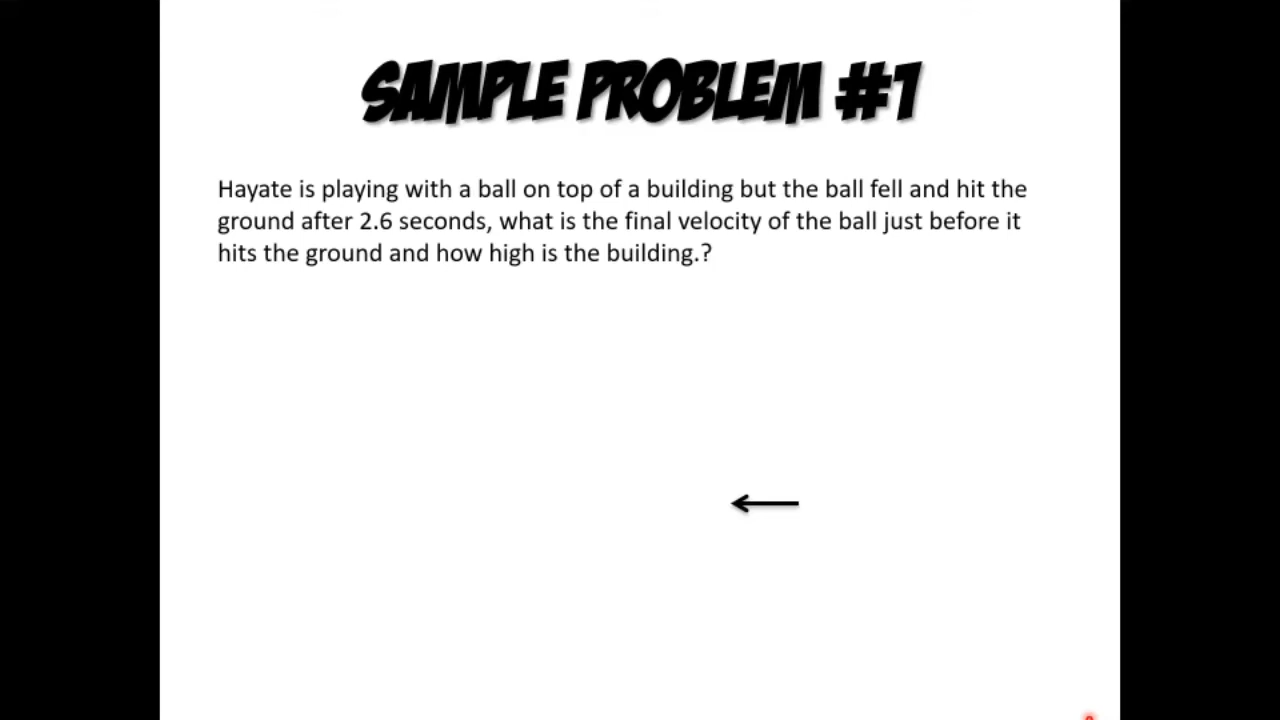 SAMPLE PROBLEM #1
Hayate is playing with a ball on top of a building but the ball fell and hit the
ground after 2.6 seconds, what is the final velocity of the ball just before it
hits the ground and how high is the building.?